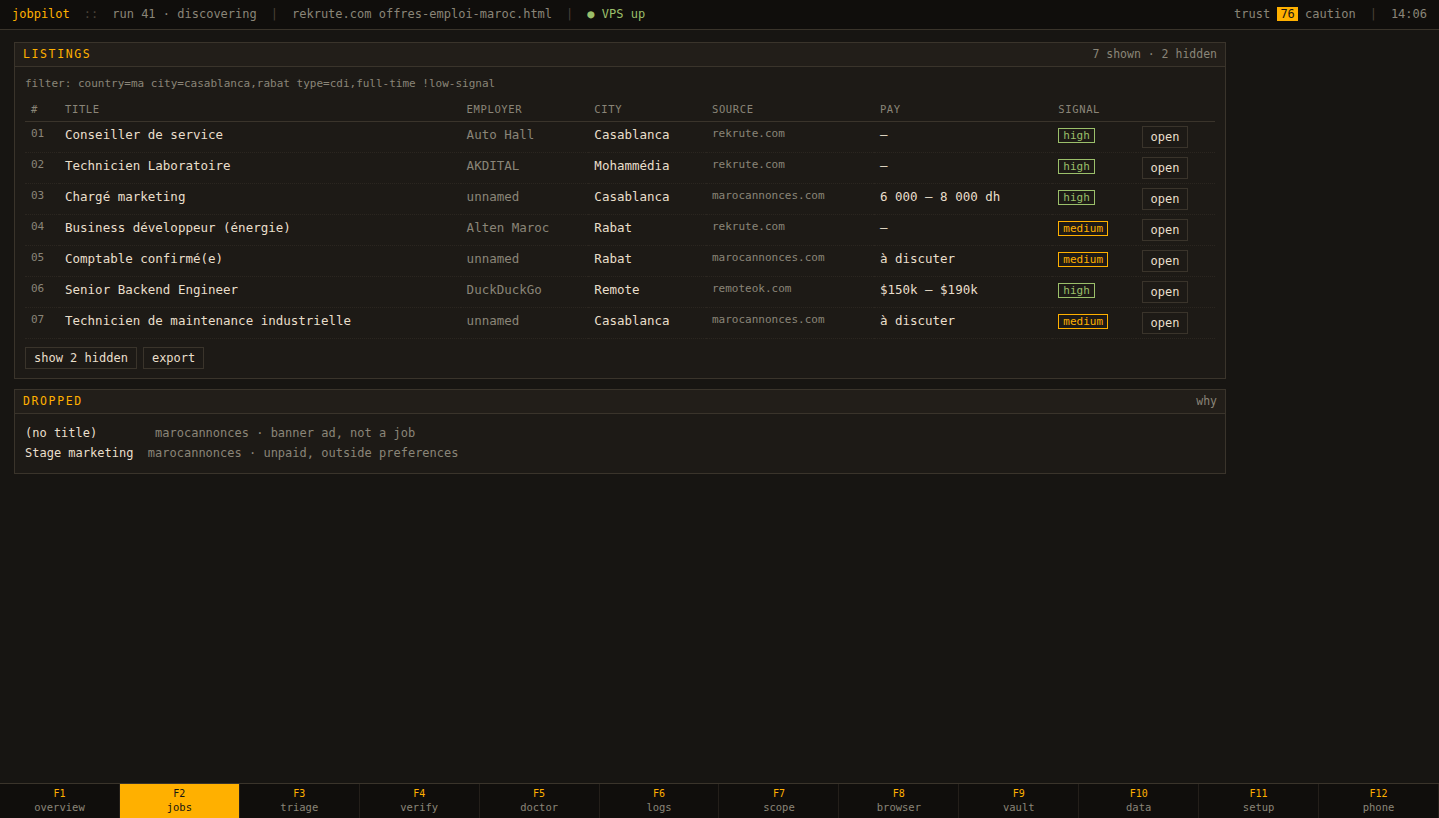 jobpilot :: run 41 · discovering | rekrute.com offres-emploi-maroc.html | ● VPS up trust 76 caution | 14:06
LISTINGS 7 shown · 2 hidden
filter: country=ma city=casablanca,rabat type=cdi,full-time !low-signal
# TITLE EMPLOYER CITY SOURCE PAY SIGNAL
01 Conseiller de service Auto Hall Casablanca rekrute.com — high open
02 Technicien Laboratoire AKDITAL Mohammédia rekrute.com — high open
03 Chargé marketing unnamed Casablanca marocannonces.com 6 000 – 8 000 dh high open
04 Business développeur (énergie) Alten Maroc Rabat rekrute.com — medium open
05 Comptable confirmé(e) unnamed Rabat marocannonces.com à discuter medium open
06 Senior Backend Engineer DuckDuckGo Remote remoteok.com $150k – $190k high open
07 Technicien de maintenance industrielle unnamed Casablanca marocannonces.com à discuter medium open
show 2 hidden export
DROPPED why
(no title) marocannonces · banner ad, not a job
Stage marketing marocannonces · unpaid, outside preferences
F1 F2 F3 F4 F5 F6 F7 F8 F9 F10 F11 F12
overview jobs triage verify doctor logs scope browser vault data setup phone